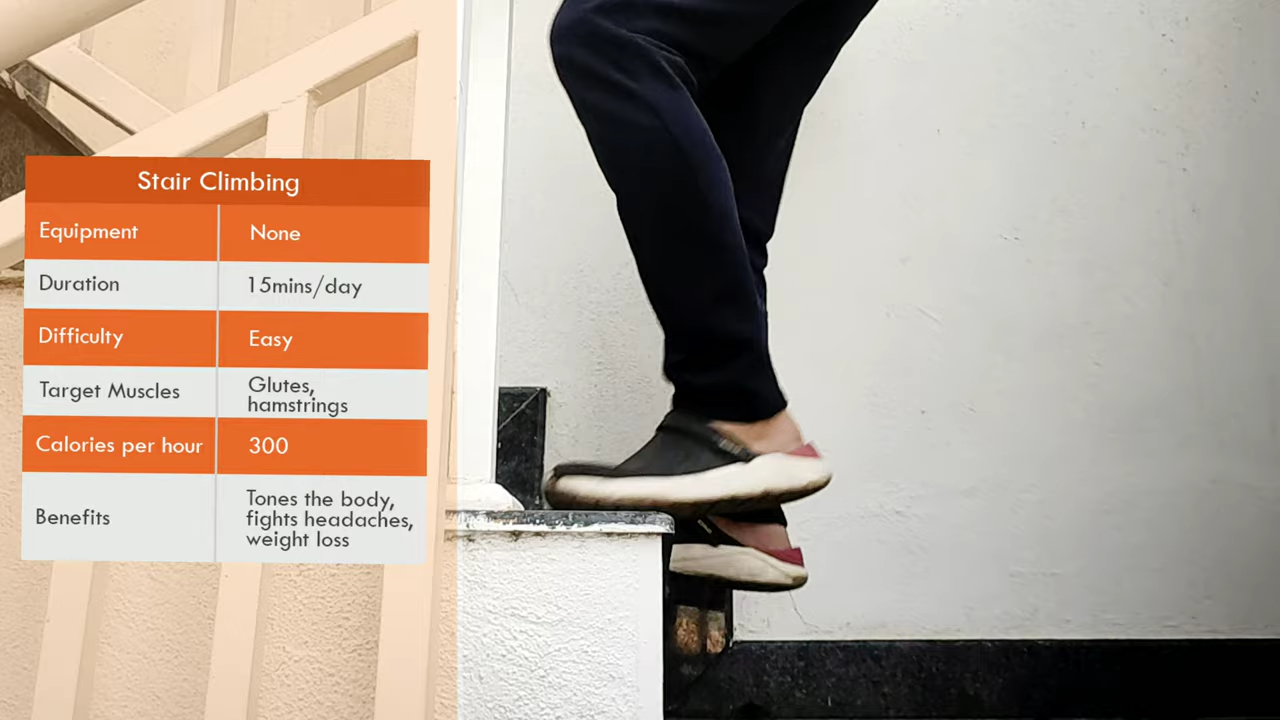 Stair Climbing
Equipment None
Duration 15mins/day
Difficulty Easy
Target Muscles Glutes,
hamstrings
Calories per hour 300
Benefits Tones the body,
fights headaches,
weight loss